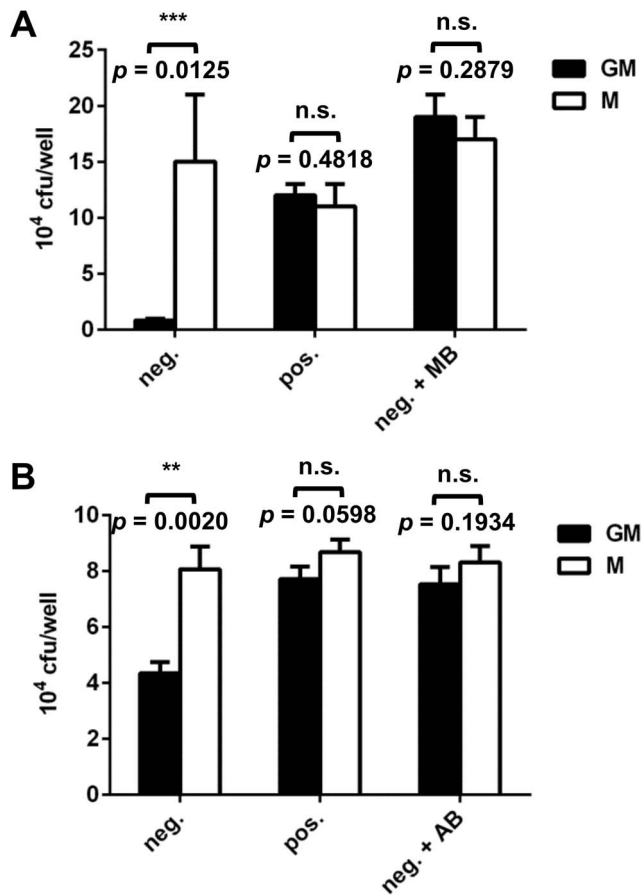 A
***
p = 0.0125
n.s.
p = 0.4818
n.s.
p = 0.2879
GM
M
10⁴ cfu/well
25
20
15
10
5
0
neg.
pos.
neg. + MB
B
**
p = 0.0020
n.s.
p = 0.0598
n.s.
p = 0.1934
GM
M
10⁴ cfu/well
10
8
6
4
2
0
neg.
pos.
neg. + AB